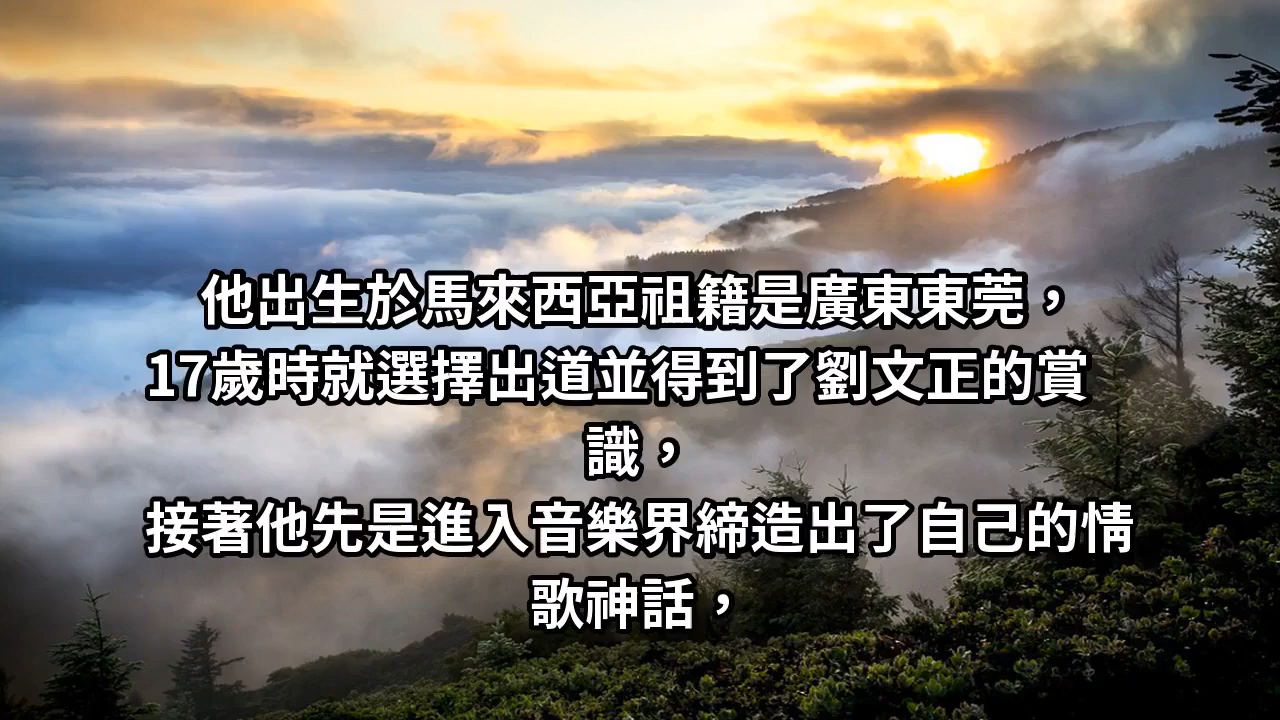 他出生於馬來西亞祖籍是廣東東莞，
17歲時就選擇出道並得到了劉文正的賞
識，
接著他先是進入音樂界締造出了自己的情
歌神話，